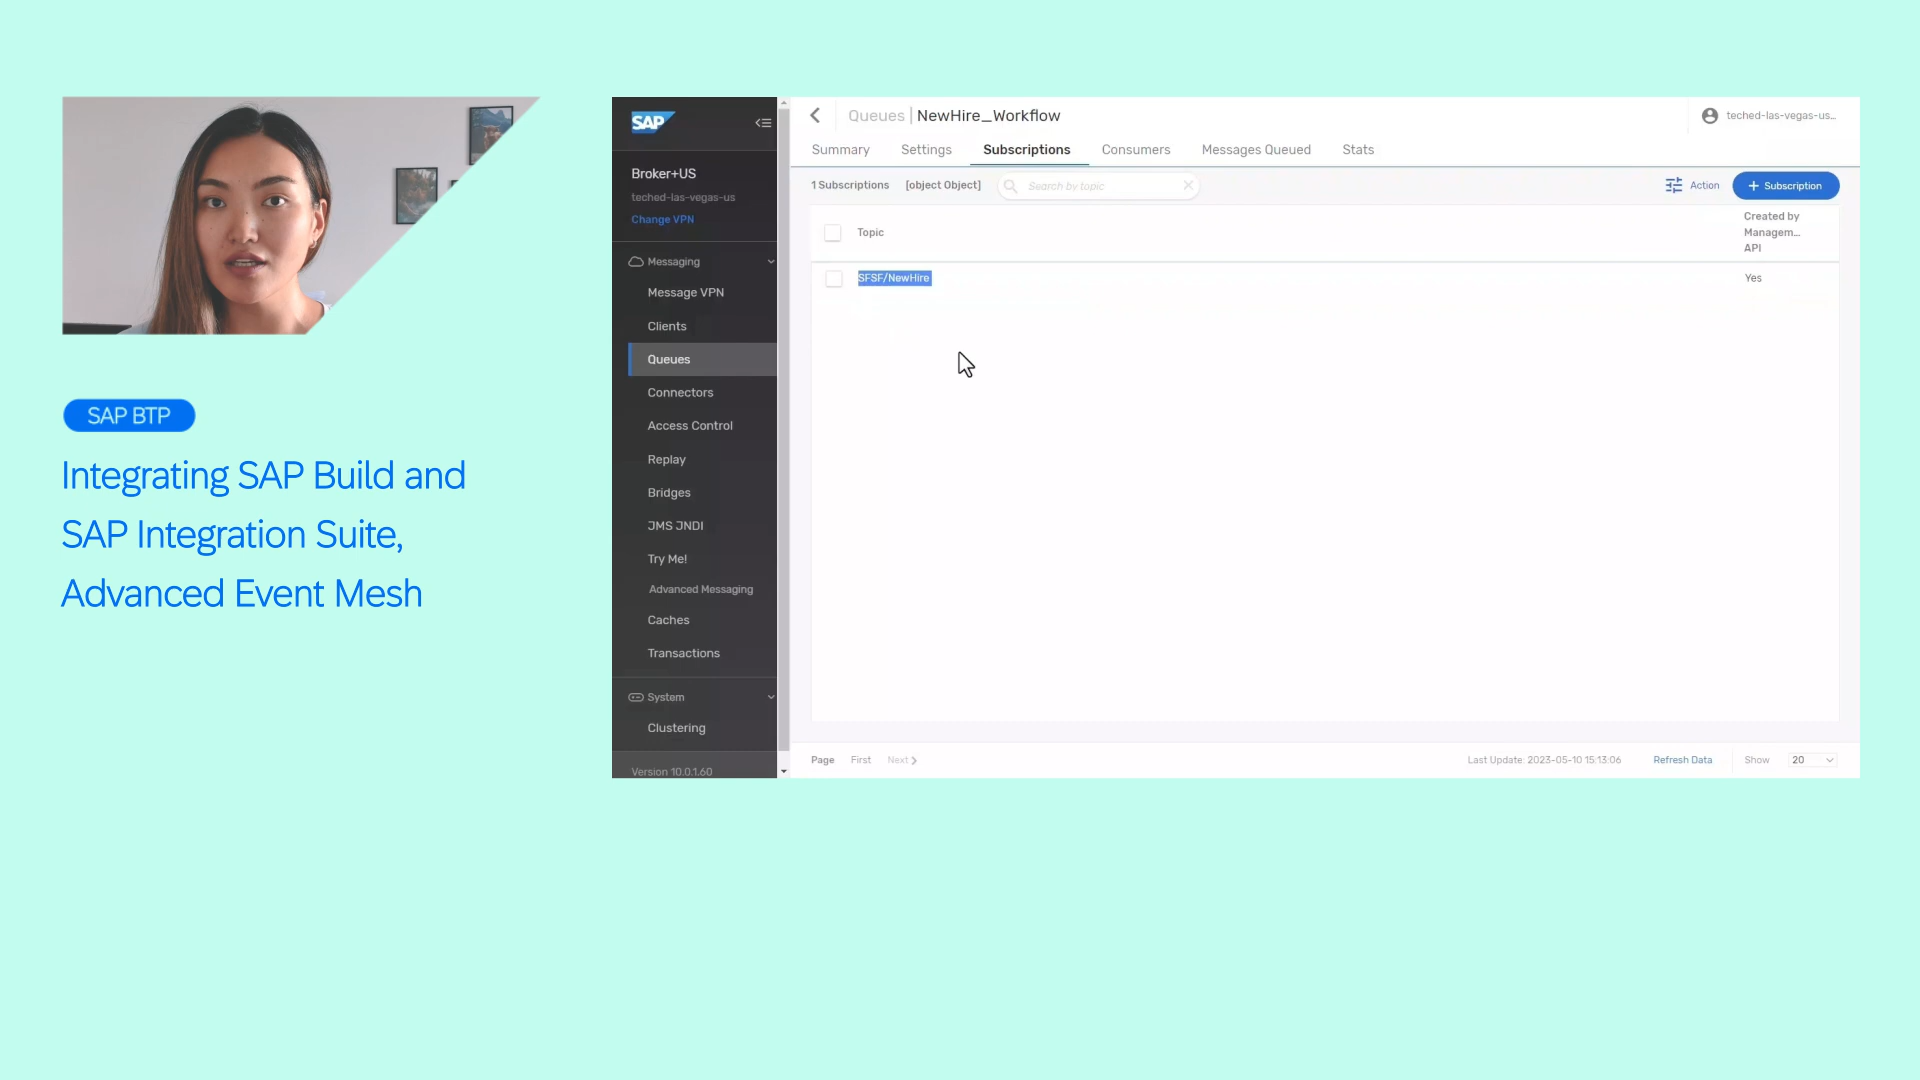 SAP BTP
Integrating SAP Build and
SAP Integration Suite,
Advanced Event Mesh
SAP
Broker+US
teched-las-vegas-us
Change VPN
Messaging
Message VPN
Clients
Queues
Connectors
Access Control
Replay
Bridges
JMS JNDI
Try Me!
Advanced Messaging
Caches
Transactions
System
Clustering
Version 10.0.1.60
Queues | NewHire_Workflow
teched-las-vegas-us...
Summary Settings Subscriptions Consumers Messages Queued Stats
1 Subscriptions [object Object] Search by topic Action + Subscription
Topic
Created by
Managem...
API
SFSF/NewHire Yes
Page First Next Last Update: 2023-05-10 15:13:06 Refresh Data Show 20